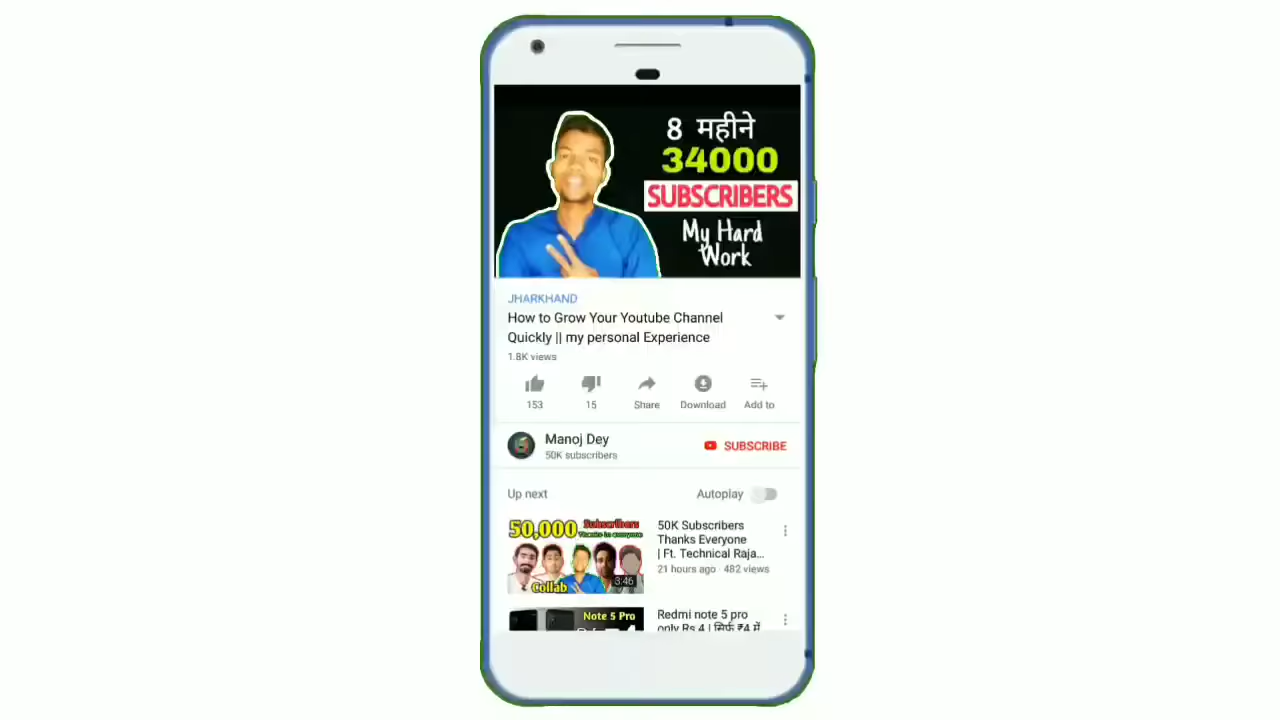 8 महीने
34000
SUBSCRIBERS
My Hard
Work
JHARKHAND
How to Grow Your Youtube Channel
Quickly || my personal Experience
1.8K views
153
15
Share
Download
Add to
Manoj Dey
50K subscribers
SUBSCRIBE
Up next
Autoplay
50,000 Subscribers
Thanks to everyone
Collab
3:46
50K Subscribers
Thanks Everyone
| Ft. Technical Raja...
21 hours ago · 482 views
Note 5 Pro
Redmi note 5 pro
only Rs 4 | सिर्फ ₹4 में